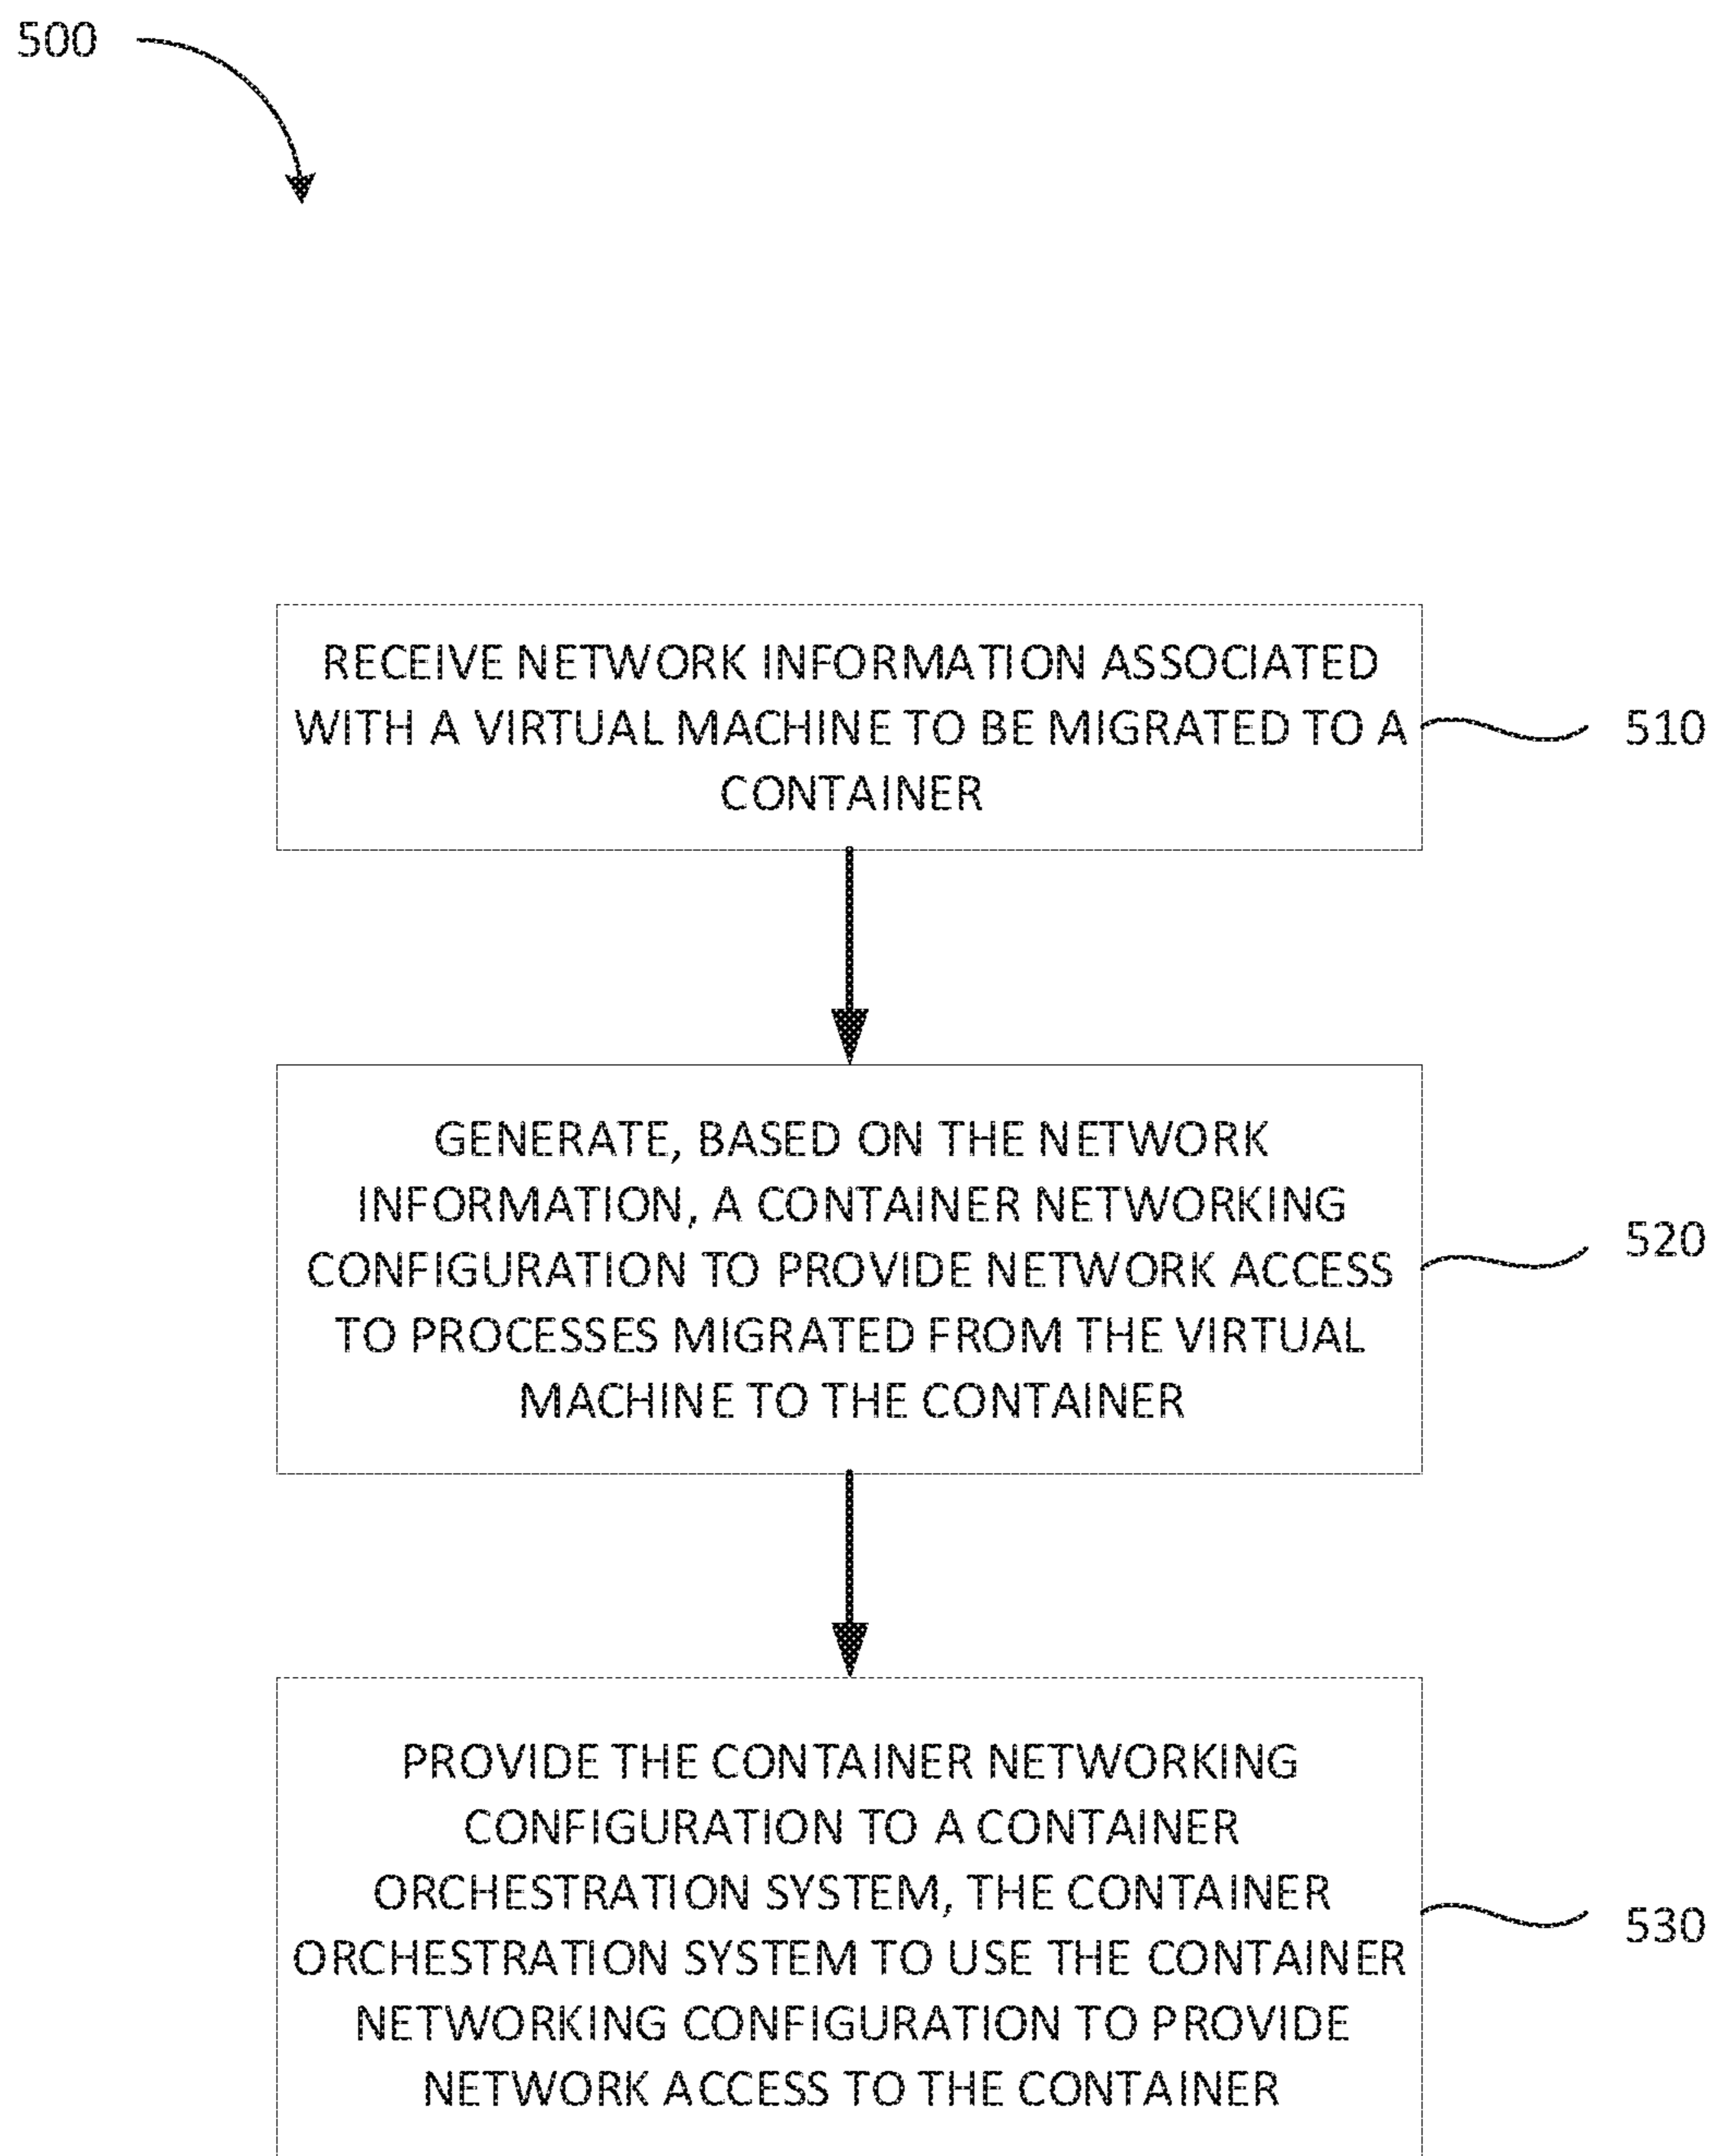 500
RECEIVE NETWORK INFORMATION ASSOCIATED
WITH A VIRTUAL MACHINE TO BE MIGRATED TO A
CONTAINER
510
GENERATE, BASED ON THE NETWORK
INFORMATION, A CONTAINER NETWORKING
CONFIGURATION TO PROVIDE NETWORK ACCESS
TO PROCESSES MIGRATED FROM THE VIRTUAL
MACHINE TO THE CONTAINER
520
PROVIDE THE CONTAINER NETWORKING
CONFIGURATION TO A CONTAINER
ORCHESTRATION SYSTEM, THE CONTAINER
ORCHESTRATION SYSTEM TO USE THE CONTAINER
NETWORKING CONFIGURATION TO PROVIDE
NETWORK ACCESS TO THE CONTAINER
530